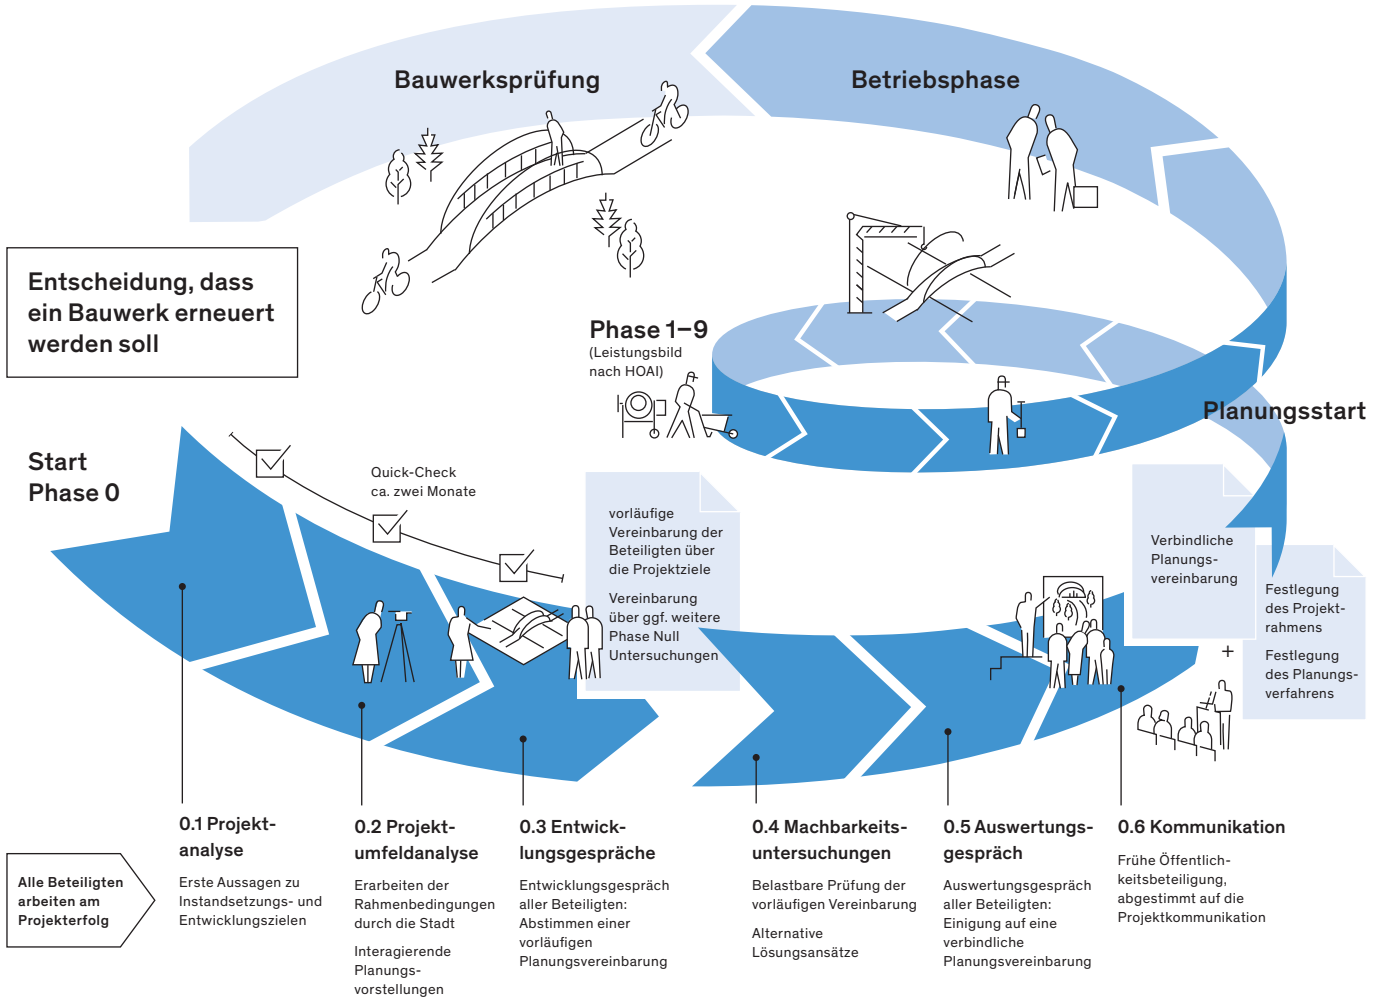 Bauwerksprüfung
Betriebsphase
Entscheidung, dass
ein Bauwerk erneuert
werden soll
Phase 1–9
(Leistungsbild
nach HOAI)
Planungsstart
Start
Phase 0
Quick-Check
ca. zwei Monate
vorläufige
Vereinbarung der
Beteiligten über
die Projektziele
Vereinbarung
über ggf. weitere
Phase Null
Untersuchungen
Verbindliche
Planungs-
vereinbarung
+
Festlegung
des Projekt-
rahmens
Festlegung
des Planungs-
verfahrens
Alle Beteiligten
arbeiten am
Projekterfolg
0.1 Projekt-
analyse
Erste Aussagen zu
Instandsetzungs- und
Entwicklungszielen
0.2 Projekt-
umfeldanalyse
Erarbeiten der
Rahmenbedingungen
durch die Stadt
Interagierende
Planungs-
vorstellungen
0.3 Entwick-
lungsgespräche
Entwicklungsgespräch
aller Beteiligten:
Abstimmen einer
vorläufigen
Planungsvereinbarung
0.4 Machbarkeits-
untersuchungen
Belastbare Prüfung der
vorläufigen Vereinbarung
Alternative
Lösungsansätze
0.5 Auswertungs-
gespräch
Auswertungsgespräch
aller Beteiligten:
Einigung auf eine
verbindliche
Planungsvereinbarung
0.6 Kommunikation
Frühe Öffentlich-
keitsbeteiligung,
abgestimmt auf die
Projektkommunikation